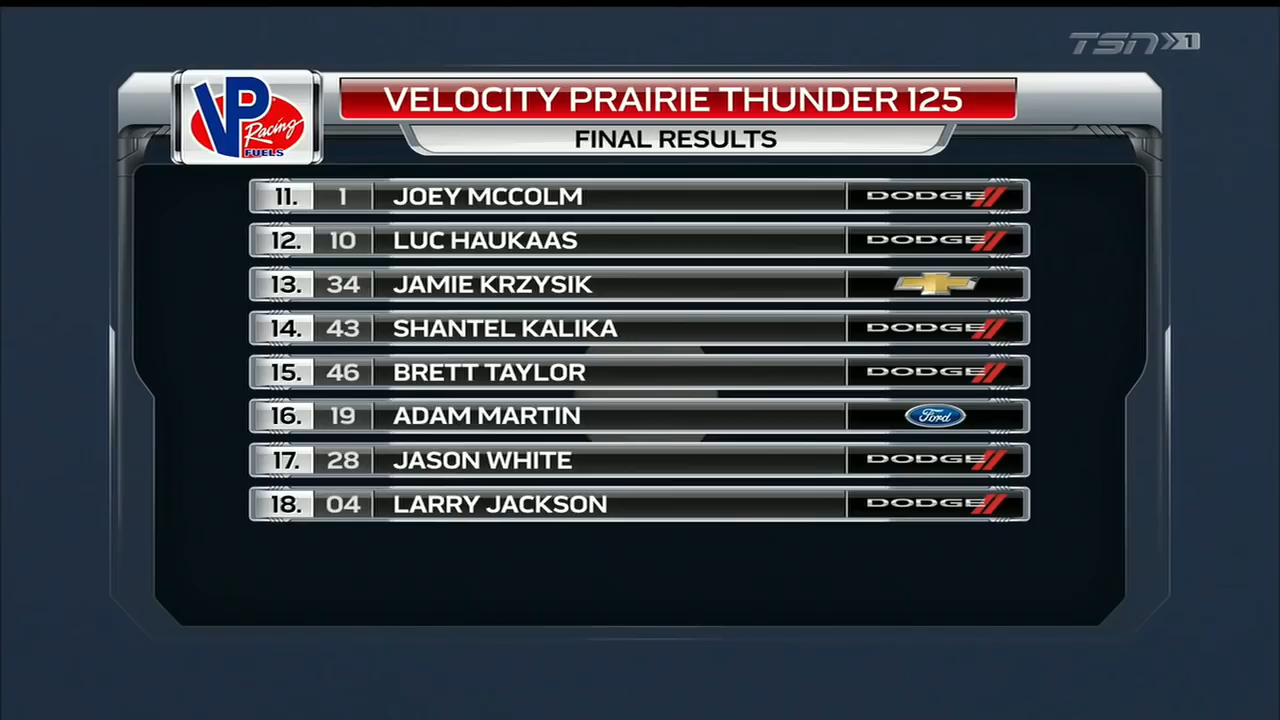 TSN 1
VP Racing FUELS
VELOCITY PRAIRIE THUNDER 125
FINAL RESULTS
11. 1 JOEY MCCOLM DODGE
12. 10 LUC HAUKAAS DODGE
13. 34 JAMIE KRZYSIK
14. 43 SHANTEL KALIKA DODGE
15. 46 BRETT TAYLOR DODGE
16. 19 ADAM MARTIN Ford
17. 28 JASON WHITE DODGE
18. 04 LARRY JACKSON DODGE